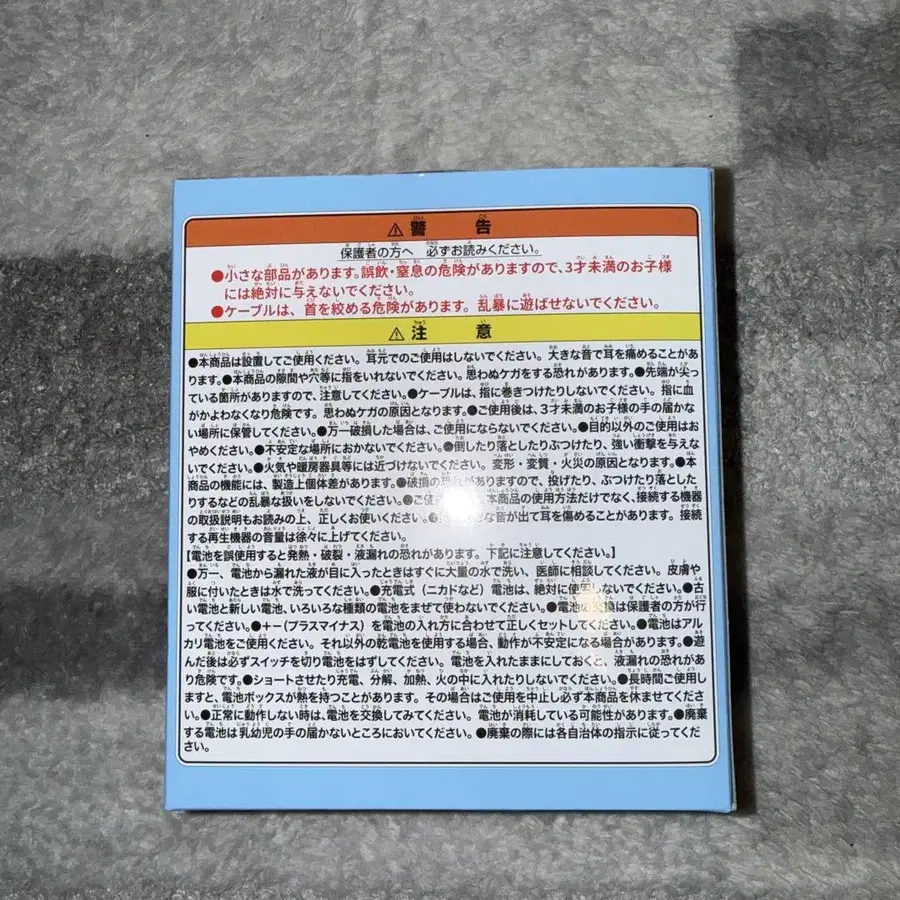 ⚠警告
保護者の方へ 必ずお読みください。
●小さな部品があります。誤飲・窒息の危険がありますので、3才未満のお子様
には絶対に与えないでください。
●ケーブルは、首を絞める危険があります。乱暴に遊ばせないでください。
⚠注意
●本商品は設置してご使用ください。耳元でのご使用はしないでください。大きな音で耳を痛めることがあ
ります。●本商品の隙間や穴等に指をいれないでください。思わぬケガをする恐れがあります。●先端が尖っ
ている箇所がありますので、注意してください。●ケーブルは、指に巻きつけたりしないでください。指に血
がかよわなくなり危険です。思わぬケガの原因となります。●ご使用後は、3才未満のお子様の手の届かな
い場所に保管してください。●万一破損した場合は、ご使用にならないでください。●目的以外のご使用はお
やめください。●不安定な場所におかないでください。●倒したり落としたりぶつけたり、強い衝撃を与えな
いでください。●火気や暖房器具等には近づけないでください。変形・変質・火災の原因となります。●本
商品の機能には、製造上個体差があります。●破損の恐れがありますので、投げたり、ぶつけたり落とした
りするなどの乱暴な扱いをしないでください。●ご使 本商品の使用方法だけでなく、接続する機器
の取扱説明もお読みの上、正しくお使いください。● な音が出て耳を傷めることがあります。接続
する再生機器の音量は徐々に上げてください。
【電池を誤使用すると発熱・破裂・液漏れの恐れがあります。下記に注意してください。】
●万一、電池から漏れた液が目に入ったときはすぐに大量の水で洗い、医師に相談してください。皮膚や
服に付いたときは水で洗ってください。●充電式(ニカドなど)電池は、絶対に使用しないでください。●古
い電池と新しい電池、いろいろな種類の電池をまぜて使わないでください。●電池の交換は保護者の方が行
ってください。●+−(プラスマイナス)を電池の入れ方に合わせて正しくセットしてください。●電池はアル
カリ電池をご使用ください。それ以外の乾電池を使用する場合、動作が不安定になる場合があります。●遊
んだ後は必ずスイッチを切り電池をはずしてください。電池を入れたままにしておくと、液漏れの恐れがあ
り危険です。●ショートさせたり充電、分解、加熱、火の中に入れたりしないでください。●長時間ご使用し
ますと、電池ボックスが熱を持つことがあります。その場合はご使用を中止し必ず本商品を休ませてくださ
い。●正常に動作しない時は、電池を交換してみてください。電池が消耗している可能性があります。●廃棄
する電池は乳幼児の手の届かないところにおいてください。●廃棄の際には各自治体の指示に従ってくだ
さい。